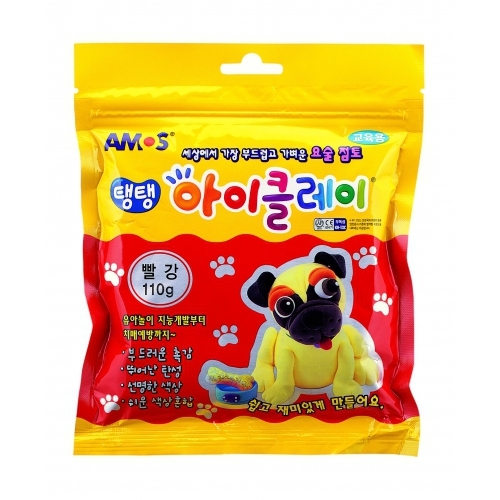 AMOS
교육용
세상에서 가장 부드럽고 가벼운 요술 점토
탱탱 아이클레이
빨강
110g
유아놀이 지능개발부터
치매예방까지~
·부드러운 촉감
·뛰어난 탄성
·선명한 색상
·쉬운 색상혼합
쉽고 재미있게 만들어요.